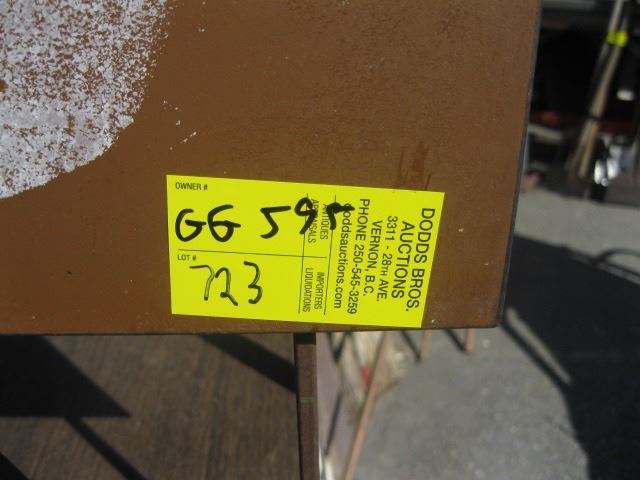 OWNER #
GG 595
LOT #
723
DODDS BROS.
AUCTIONS
3311 - 28TH AVE.
VERNON, B.C.
PHONE 250-545-3259
doddsauctions.com
ANTIQUES IMPORTERS
APPRAISALS LIQUIDATIONS